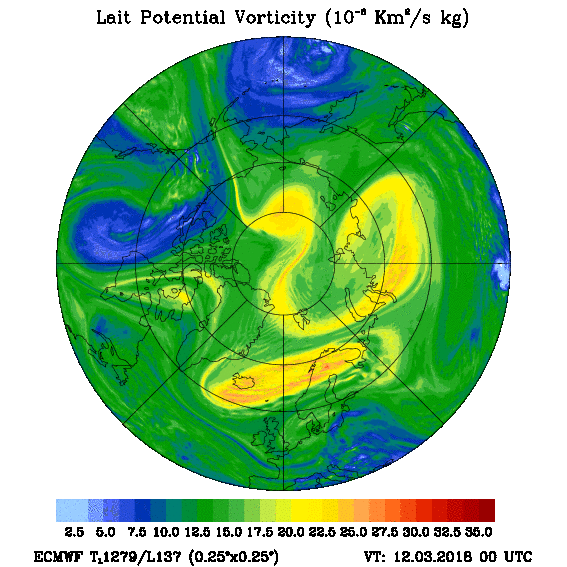 Lait Potential Vorticity (10⁻⁸ Km²/s kg)
2.5 5.0 7.5 10.0 12.5 15.0 17.5 20.0 22.5 25.0 27.5 30.0 32.5 35.0
ECMWF T_L1279/L137 (0.25°x0.25°) VT: 12.03.2018 00 UTC